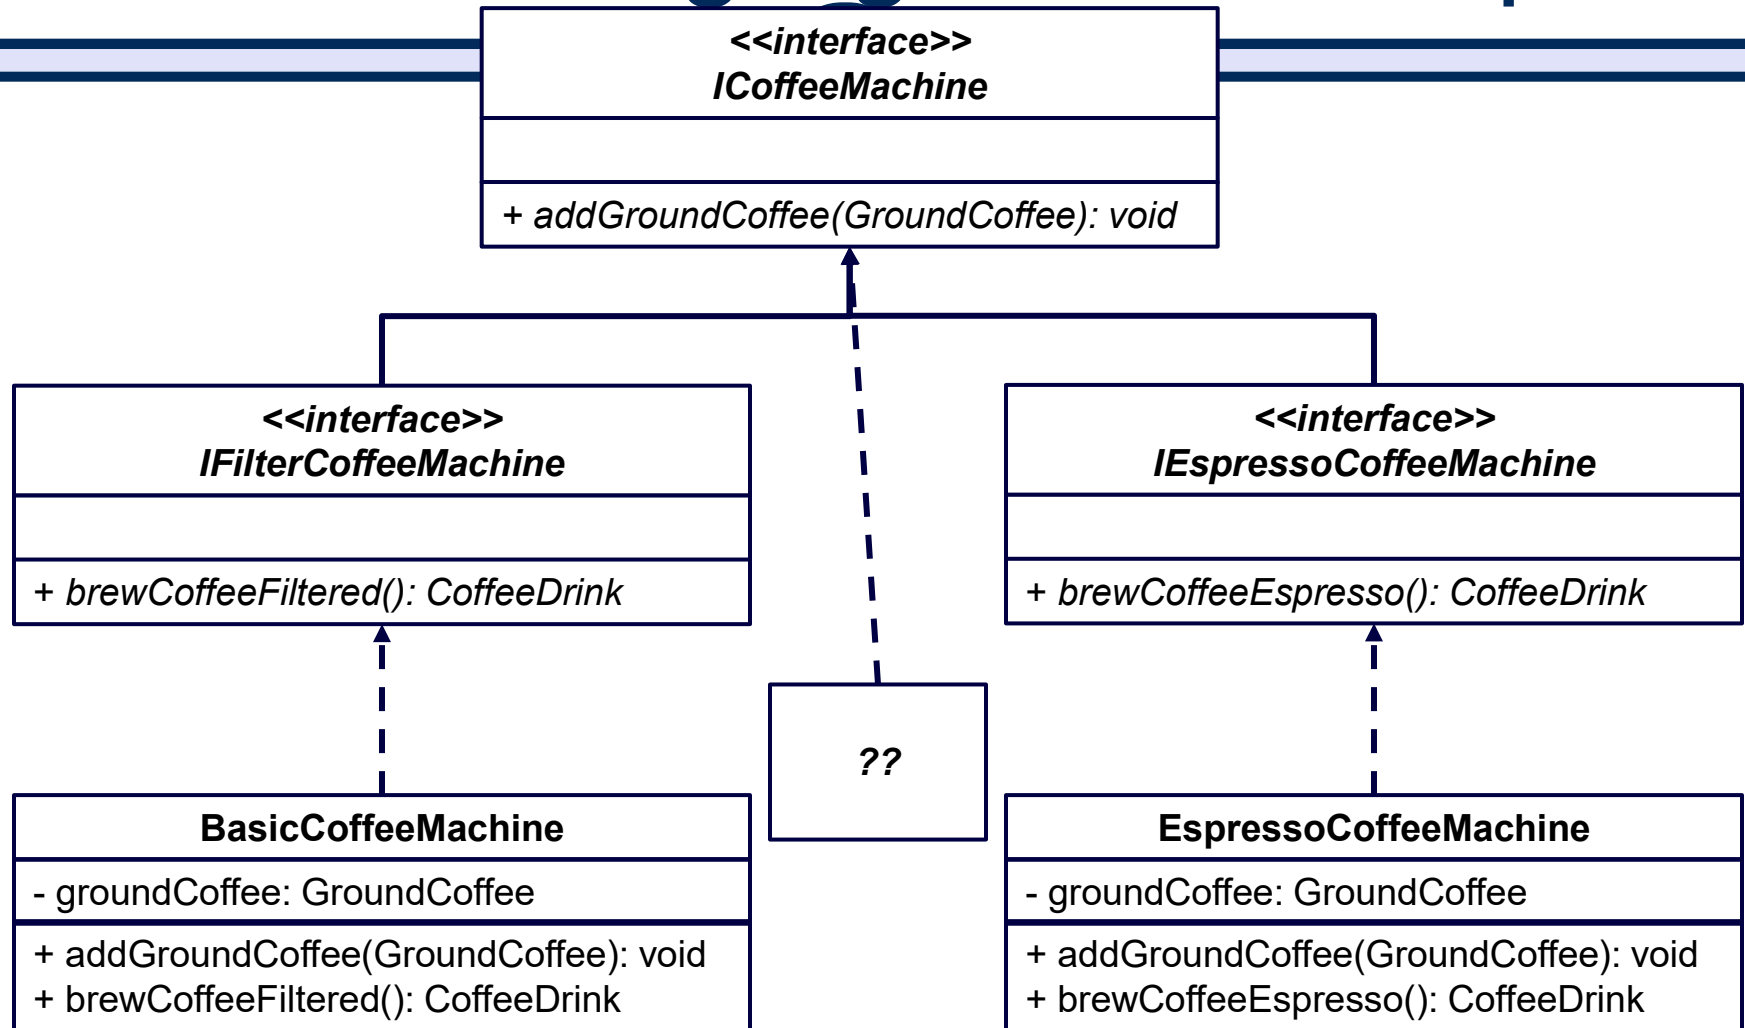 <<interface>>
ICoffeeMachine
+ addGroundCoffee(GroundCoffee): void
<<interface>>
IFilterCoffeeMachine
+ brewCoffeeFiltered(): CoffeeDrink
<<interface>>
IEspressoCoffeeMachine
+ brewCoffeeEspresso(): CoffeeDrink
??
BasicCoffeeMachine
- groundCoffee: GroundCoffee
+ addGroundCoffee(GroundCoffee): void
+ brewCoffeeFiltered(): CoffeeDrink
EspressoCoffeeMachine
- groundCoffee: GroundCoffee
+ addGroundCoffee(GroundCoffee): void
+ brewCoffeeEspresso(): CoffeeDrink